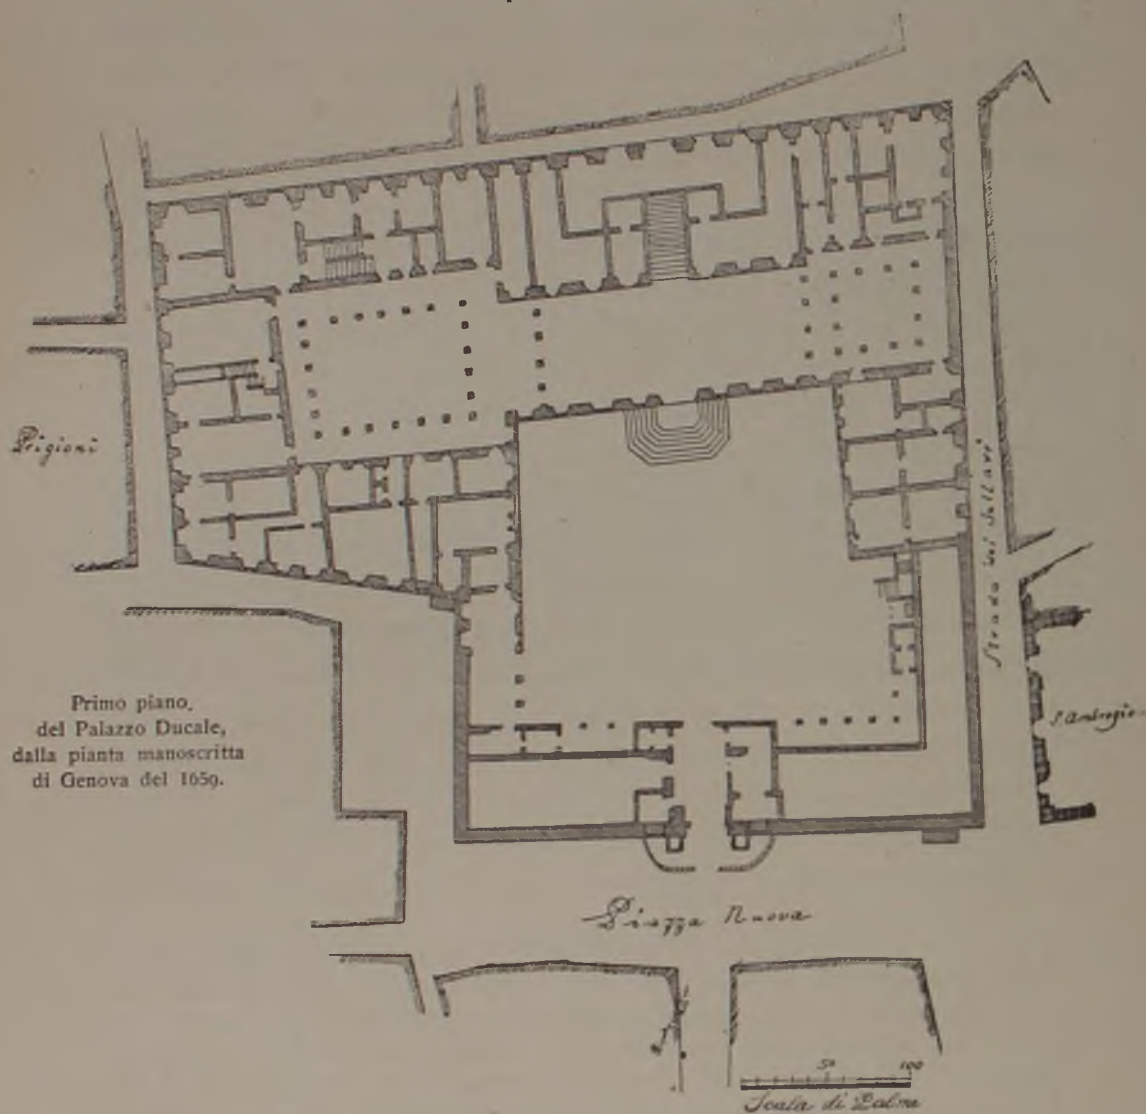 Prigioni
Strada dei Sellari
S. Ambrogio
Primo piano.
del Palazzo Ducale,
dalla pianta manoscritta
di Genova del 1659.
Piazza Nuova
50 100
Scala di Palmi